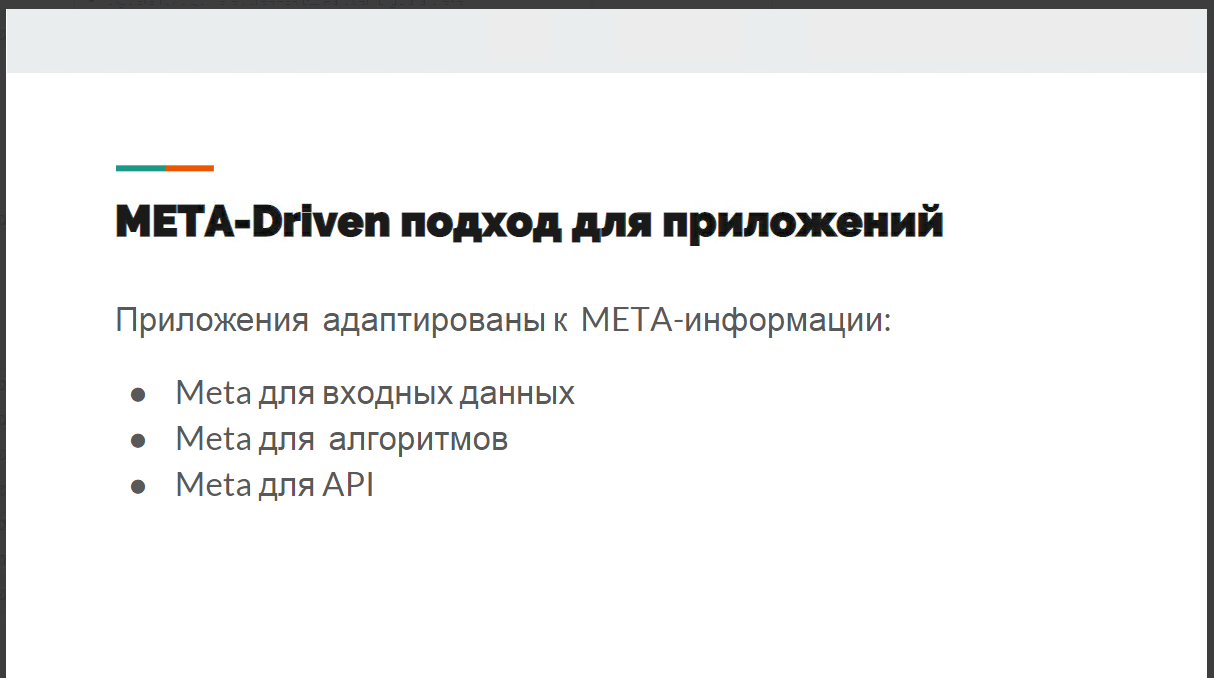 META-Driven подход для приложений
Приложения адаптированы к META-информации:
● Meta для входных данных
● Meta для алгоритмов
● Meta для API